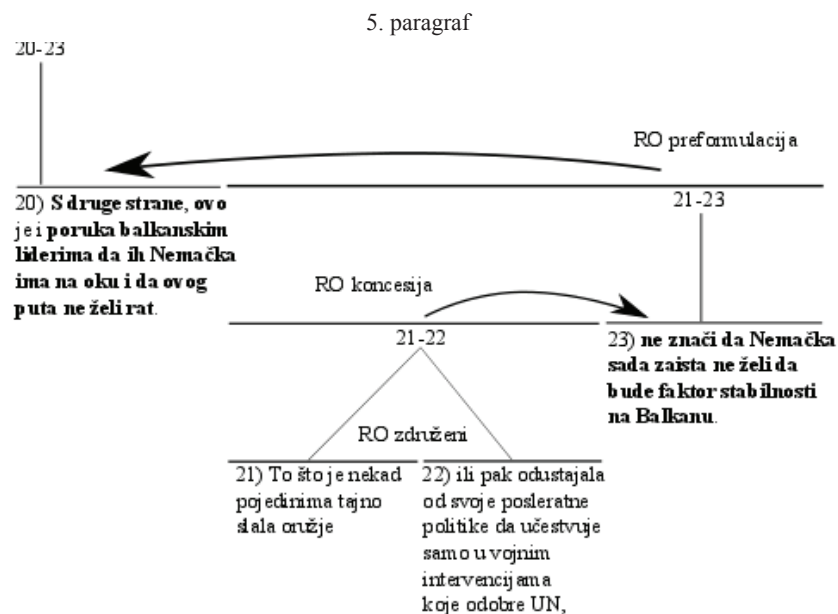 5. paragraf
20-23
RO preformulacija
20) S druge strane, ovo
je i poruka balkanskim
liderima da ih Nemačka
ima na oku i da ovog
puta ne želi rat.
21-23
RO koncesija
21-22
23) ne znači da Nemačka
sada zaista ne želi da
bude faktor stabilnosti
na Balkanu.
RO združeni
21) To što je nekad
pojedinima tajno
slala oružje
22) ili pak odustajala
od svoje posleratne
politike da učestvuje
samo u vojnim
intervencijama
koje odobre UN,